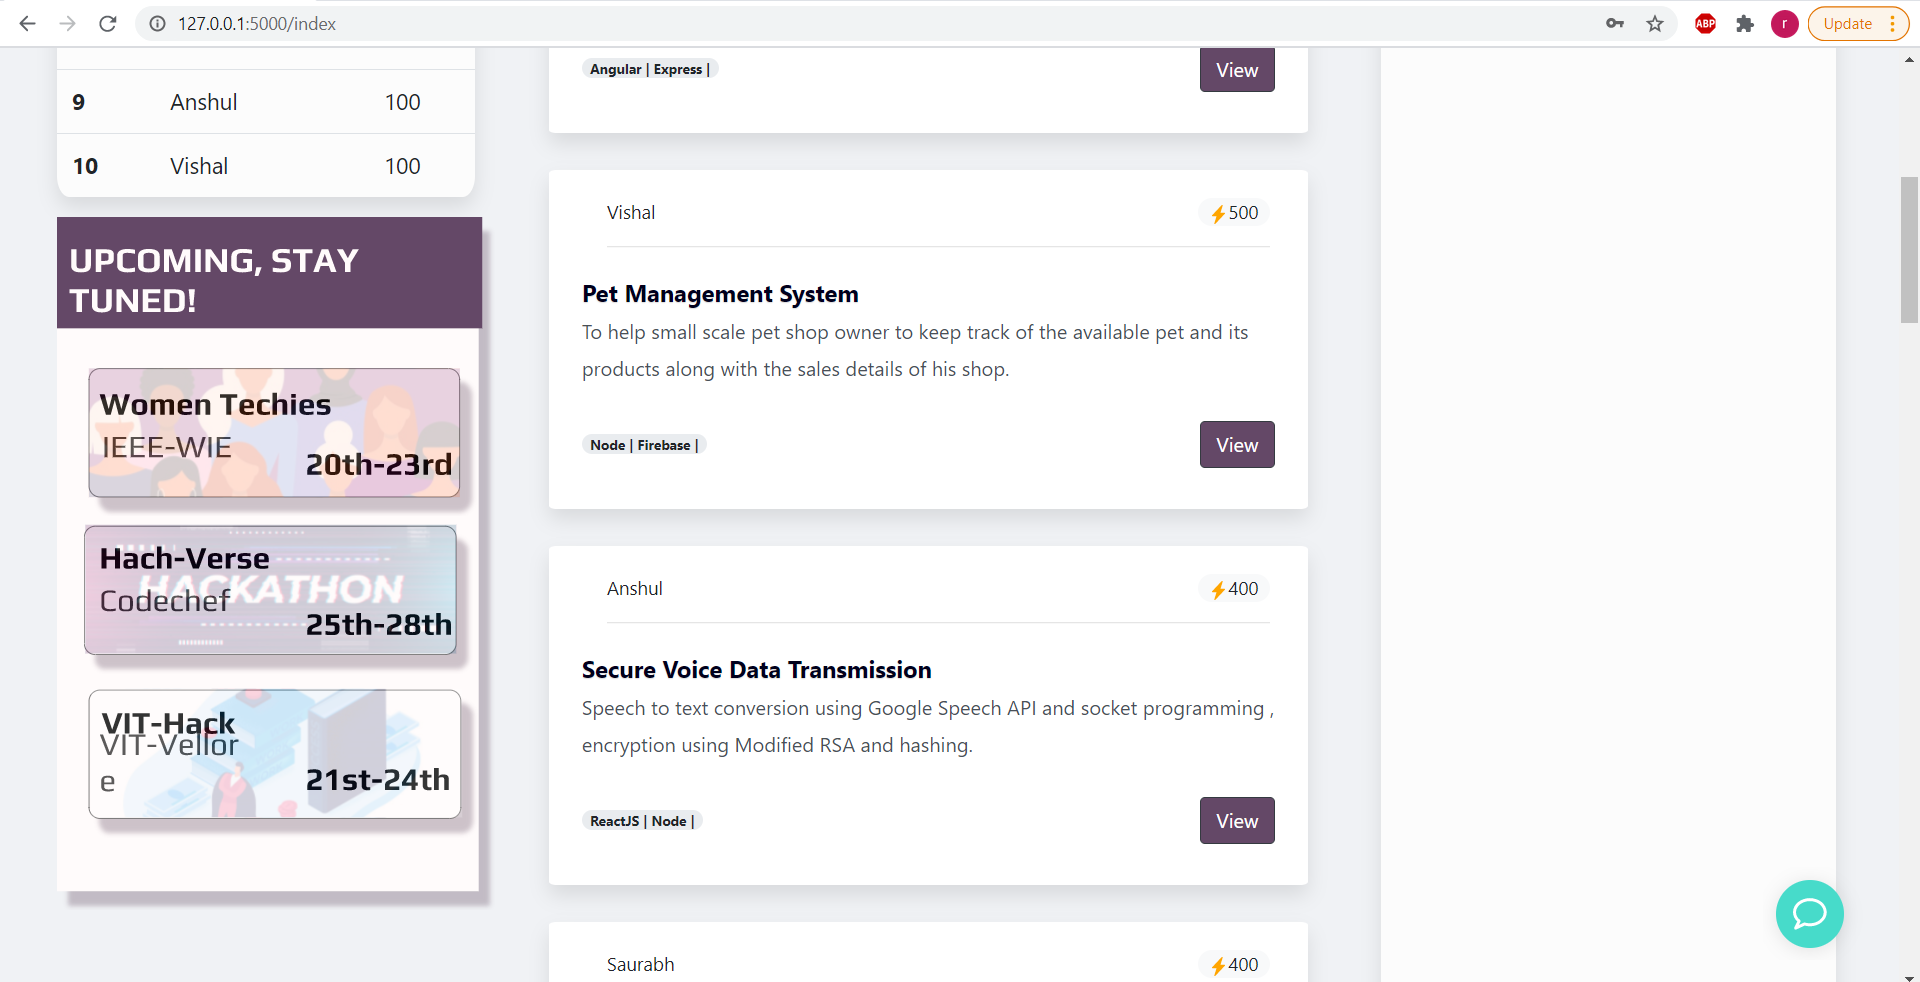 127.0.0.1:5000/index
ABP
r
Update
9 Anshul 100
10 Vishal 100
UPCOMING, STAY
TUNED!
Women Techies
IEEE-WIE
20th-23rd
Hach-Verse
HACKATHON
Codechef
25th-28th
VIT-Hack
VIT-Vellor
e
21st-24th
Angular | Express |
View
Vishal
500
Pet Management System
To help small scale pet shop owner to keep track of the available pet and its
products along with the sales details of his shop.
Node | Firebase |
View
Anshul
400
Secure Voice Data Transmission
Speech to text conversion using Google Speech API and socket programming ,
encryption using Modified RSA and hashing.
ReactJS | Node |
View
Saurabh
400